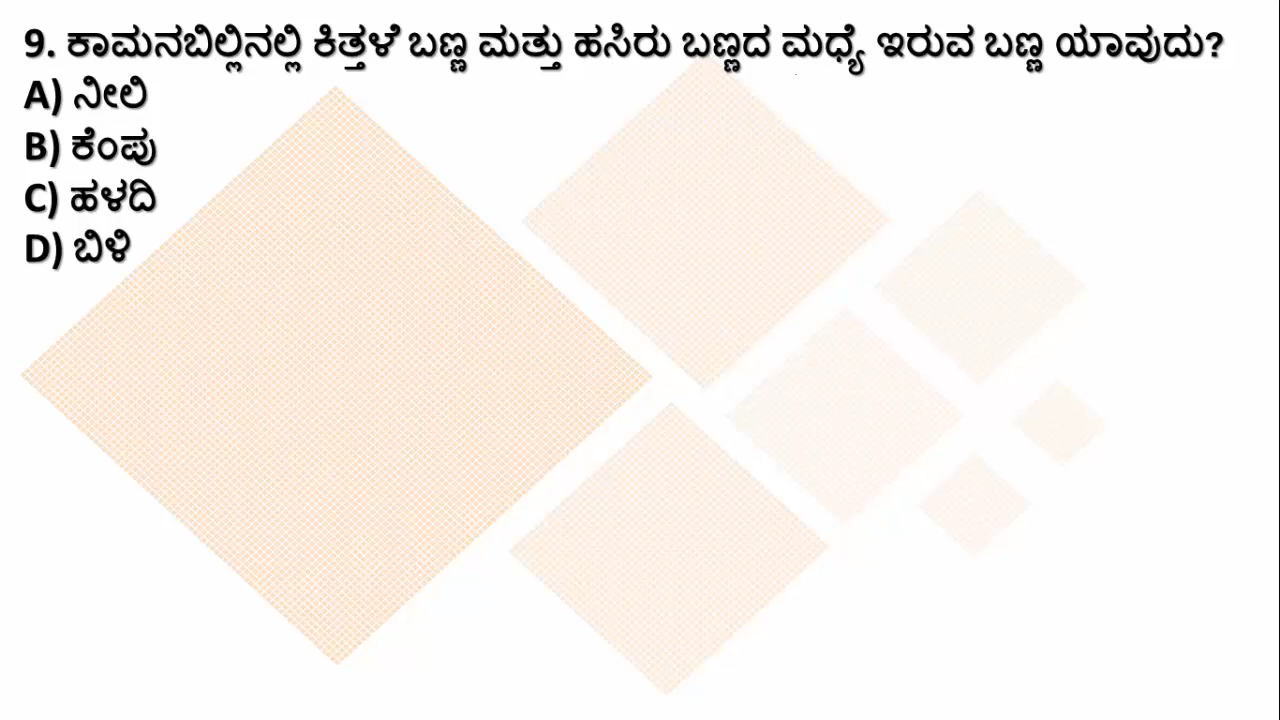 9. ಕಾಮನಬಿಲ್ಲಿನಲ್ಲಿ ಕಿತ್ತಳೆ ಬಣ್ಣ ಮತ್ತು ಹಸಿರು ಬಣ್ಣದ ಮಧ್ಯೆ ಇರುವ ಬಣ್ಣ ಯಾವುದು?
A) ನೀಲಿ
B) ಕೆಂಪು
C) ಹಳದಿ
D) ಬಿಳಿ